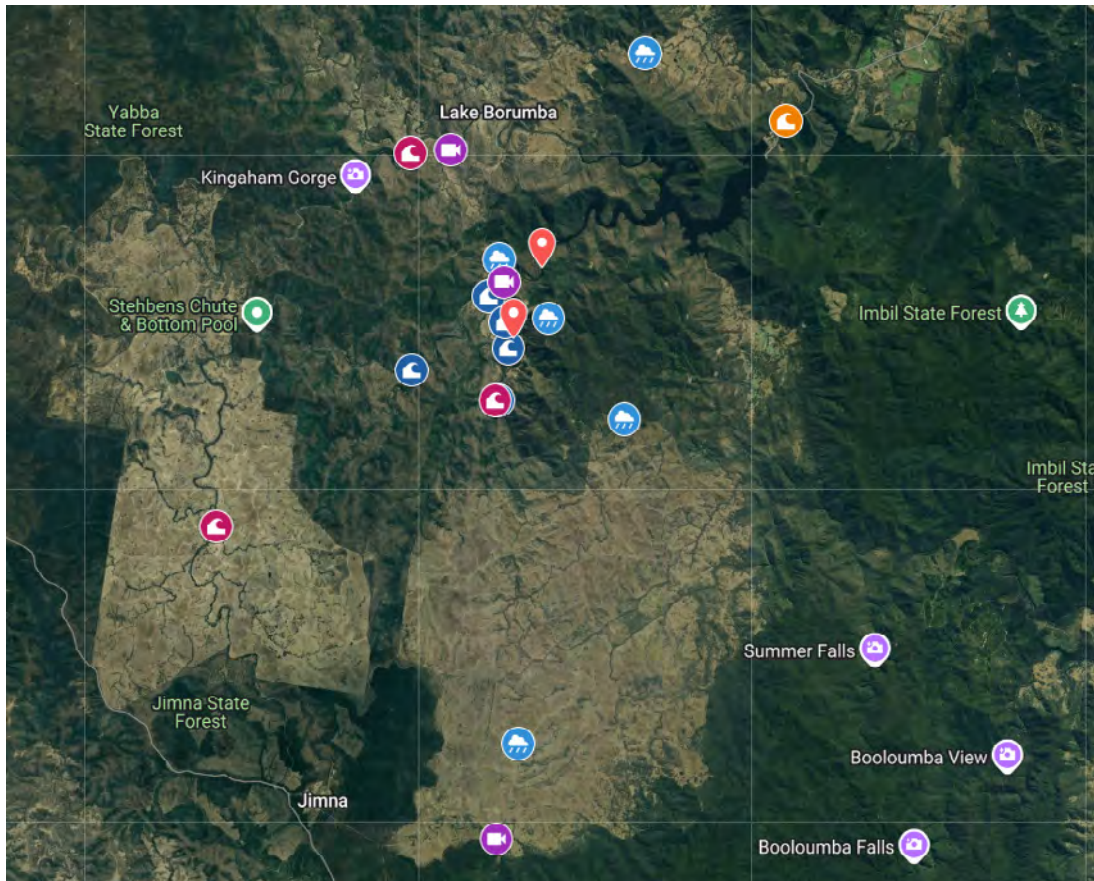 Yabba
State Forest
Lake Borumba
Kingaham Gorge
Stehbens Chute
& Bottom Pool
Imbil State Forest
Imbil Sta
Forest
Summer Falls
Jimna State
Forest
Booloumba View
Jimna
Booloumba Falls